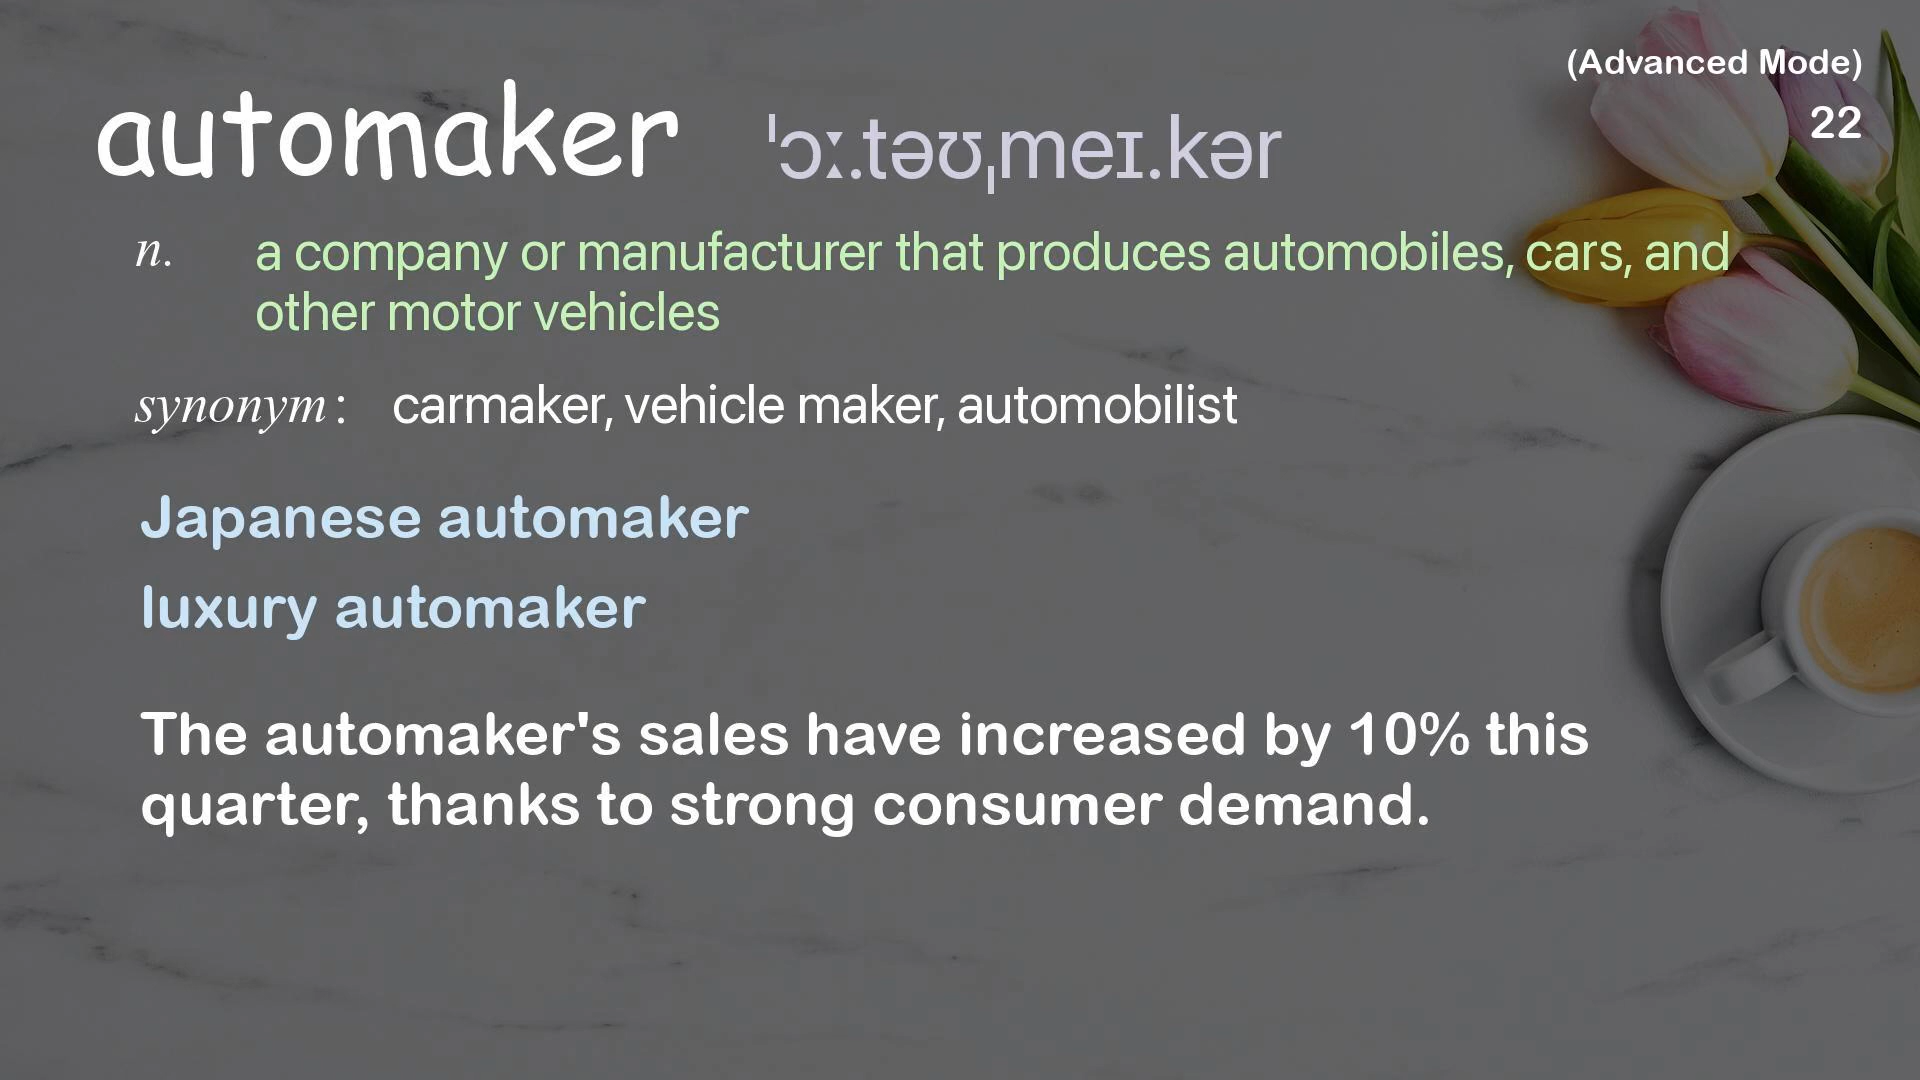 (Advanced Mode)
22
automaker ˈɔː.təʊˌmeɪ.kər
n. a company or manufacturer that produces automobiles, cars, and
other motor vehicles
synonym: carmaker, vehicle maker, automobilist
Japanese automaker
luxury automaker
The automaker's sales have increased by 10% this
quarter, thanks to strong consumer demand.